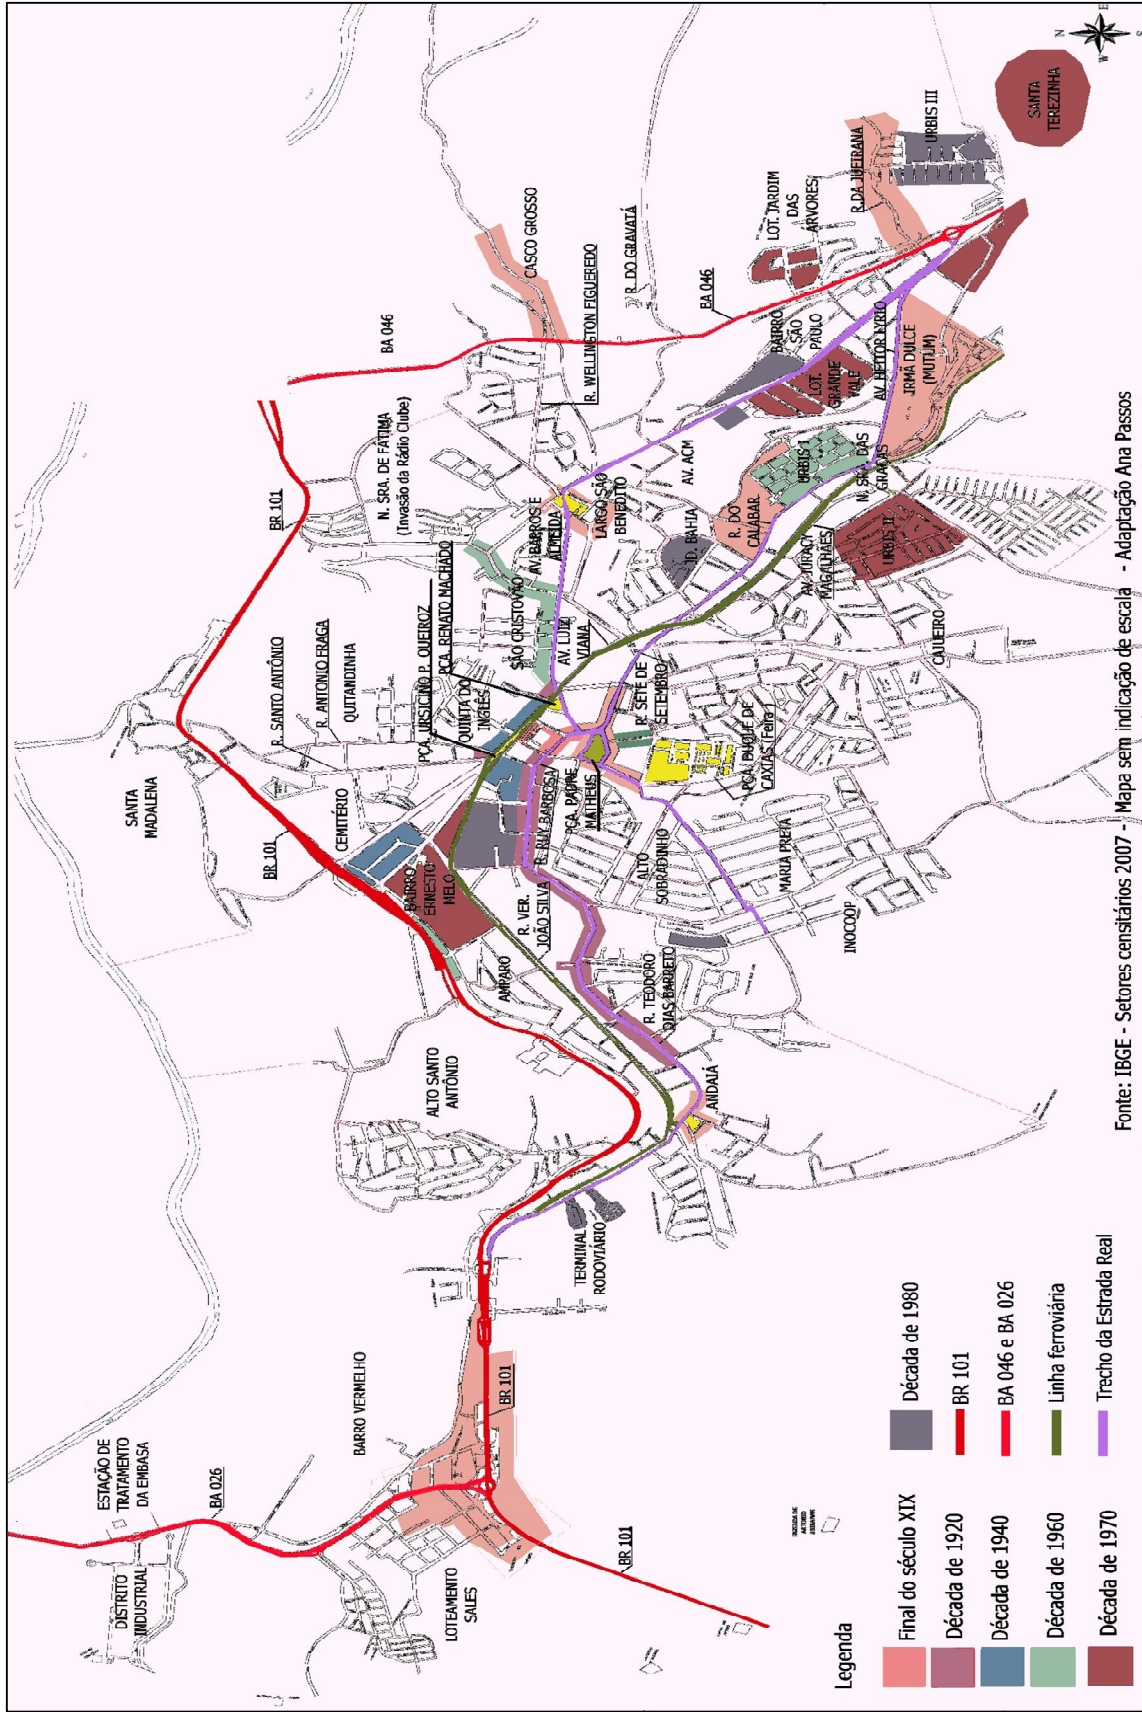 ESTAÇÃO DE
TRATAMENTO
DA EMBASA
DISTRITO
INDUSTRIAL
BA 026
BARRO VERMELHO
LOTEAMENTO
SALES
BR 101
BR 101
TERMINAL
RODOVIÁRIO
ALTO SANTO
ANTÔNIO
ANDAIÁ
R. TEODORO
DIAS BARRETO
AMPARO
R. VER.
JOÃO SILVA
INOCOOP
SANTA
MADALENA
BR 101
CEMITÉRIO
BAIRRO
ERNESTO
MELO
R. RUY BARBOSA
ALTO
SOBRADINHO
MARIA PRETA
PÇA. PADRE
MATHEUS
R. SANTO ANTÔNIO
R. ANTONIO FRAGA
QUITANDINHA
PÇA. URSICINO P. QUEIROZ
PÇA. RENATO MACHADO
QUINTA DO
INGLÊS
SÃO CRISTOVÃO
AV. LUIZ
VIANA
R. SETE DE
SETEMBRO
PÇA. DUQUE DE
CAXIAS (Feira)
CAJUEIRO
BR 101
N. SRA. DE FÁTIMA
(Invasão da Rádio Clube)
AV. BARROS E
ALMEIDA
LARGO SÃO
BENEDITO
JD. BAHIA
AV. ACM
R. DO
CALABAR
URBIS I
AV. JURACY
MAGALHÃES
URBIS II
N. SRA. DAS
GRAÇAS
BA 046
CASCO GROSSO
R. WELLINGTON FIGUEREDO
R. DO GRAVATÁ
BA 046
BAIRRO
SÃO
PAULO
LOT.
GRANDE
VALE
AV. HEITOR LYRIO
IRMÃ DULCE
(MUTUM)
LOT. JARDIM
DAS
ÁRVORES
R. DA JUEIRANA
URBIS III
SANTA
TEREZINHA
N
E
S
W
Legenda
Final do século XIX
Década de 1920
Década de 1940
Década de 1960
Década de 1970
Década de 1980
BR 101
BA 046 e BA 026
Linha ferroviária
Trecho da Estrada Real
Fonte: IBGE - Setores censitários 2007 - Mapa sem indicação de escala - Adaptação Ana Passos